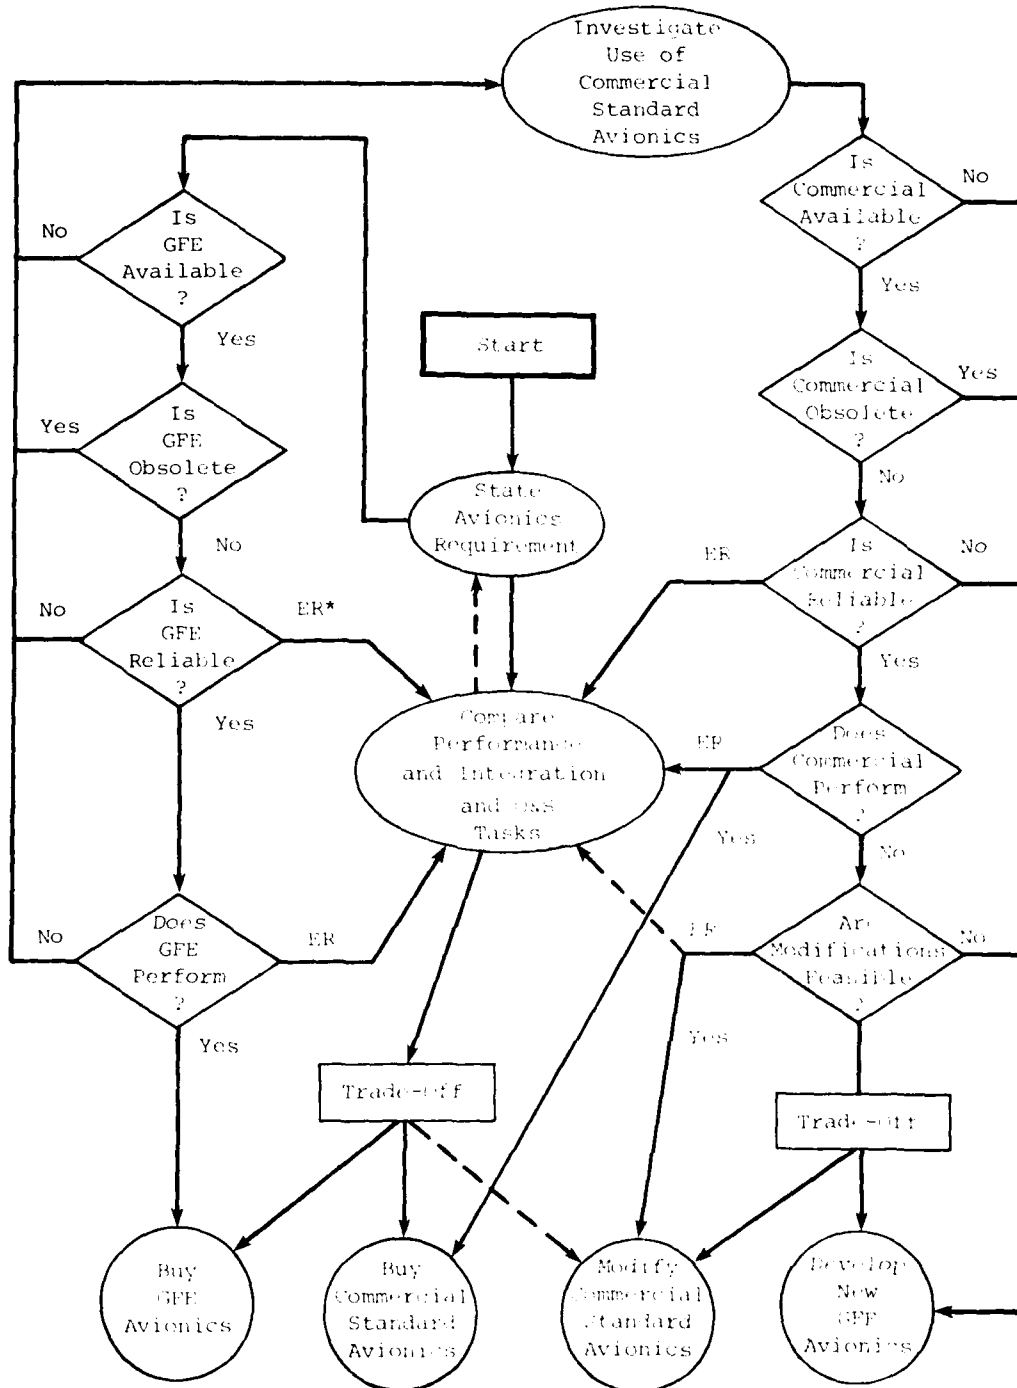 Investigate
Use of
Commercial
Standard
Avionics
Is
Commercial
Available
?
No
Yes
Is
GFE
Available
?
No
Yes
Start
Is
Commercial
Obsolete
?
Yes
No
Is
GFE
Obsolete
?
Yes
No
State
Avionics
Requirement
Is
Commercial
Reliable
?
ER
No
Yes
Is
GFE
Reliable
?
No
ER*
Yes
Compare
Performance
and Integration
and O&S
Tasks
Does
Commercial
Perform
?
ER
Yes
No
Does
GFE
Perform
?
No
ER
Yes
Are
Modifications
Feasible
?
ER
No
Yes
Trade-Off
Trade-Off
Buy
GFE
Avionics
Buy
Commercial
Standard
Avionics
Modify
Commercial
Standard
Avionics
Develop
New
GFE
Avionics